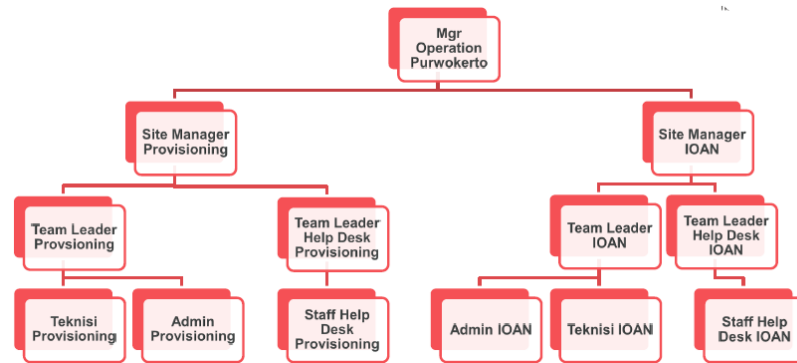 Mgr
Operation
Purwokerto
Site Manager
Provisioning
Site Manager
IOAN
Team Leader
Provsioning
Team Leader
Help Desk
Provisioning
Team Leader
IOAN
Team Leader
Help Desk
IOAN
Teknisi
Provisioning
Admin
Provisioning
Staff Help
Desk
Provisioning
Admin IOAN
Teknisi IOAN
Staff Help
Desk IOAN